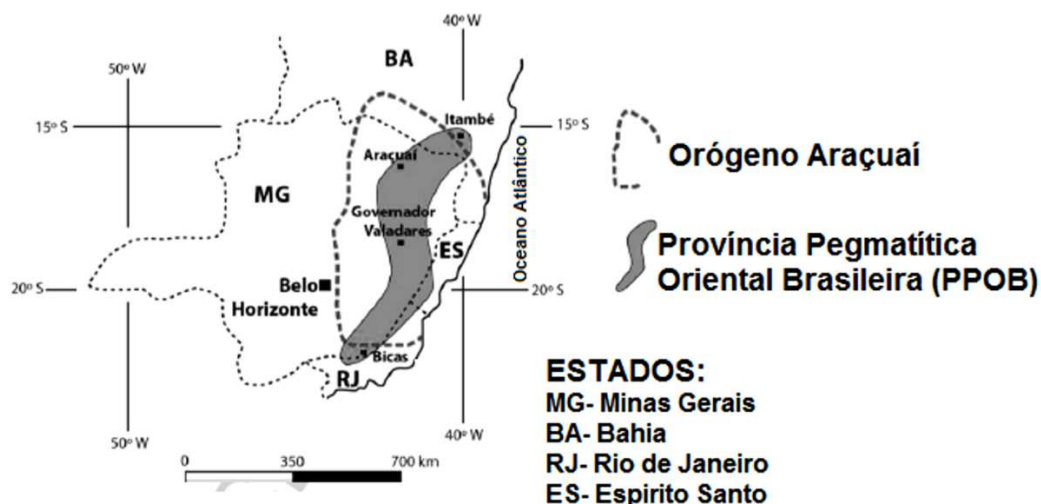 40º W
50º W
BA
15º S
Itambé
15º S
Araçuaí
MG
Governador
Valadares
ES
Oceano Atlântico
20º S
Belo
Horizonte
20º S
Bicas
RJ
50º W
40º W
0 350 700 km
Orógeno Araçuaí
Província Pegmatítica
Oriental Brasileira (PPOB)
ESTADOS:
MG- Minas Gerais
BA- Bahia
RJ- Rio de Janeiro
ES- Espirito Santo